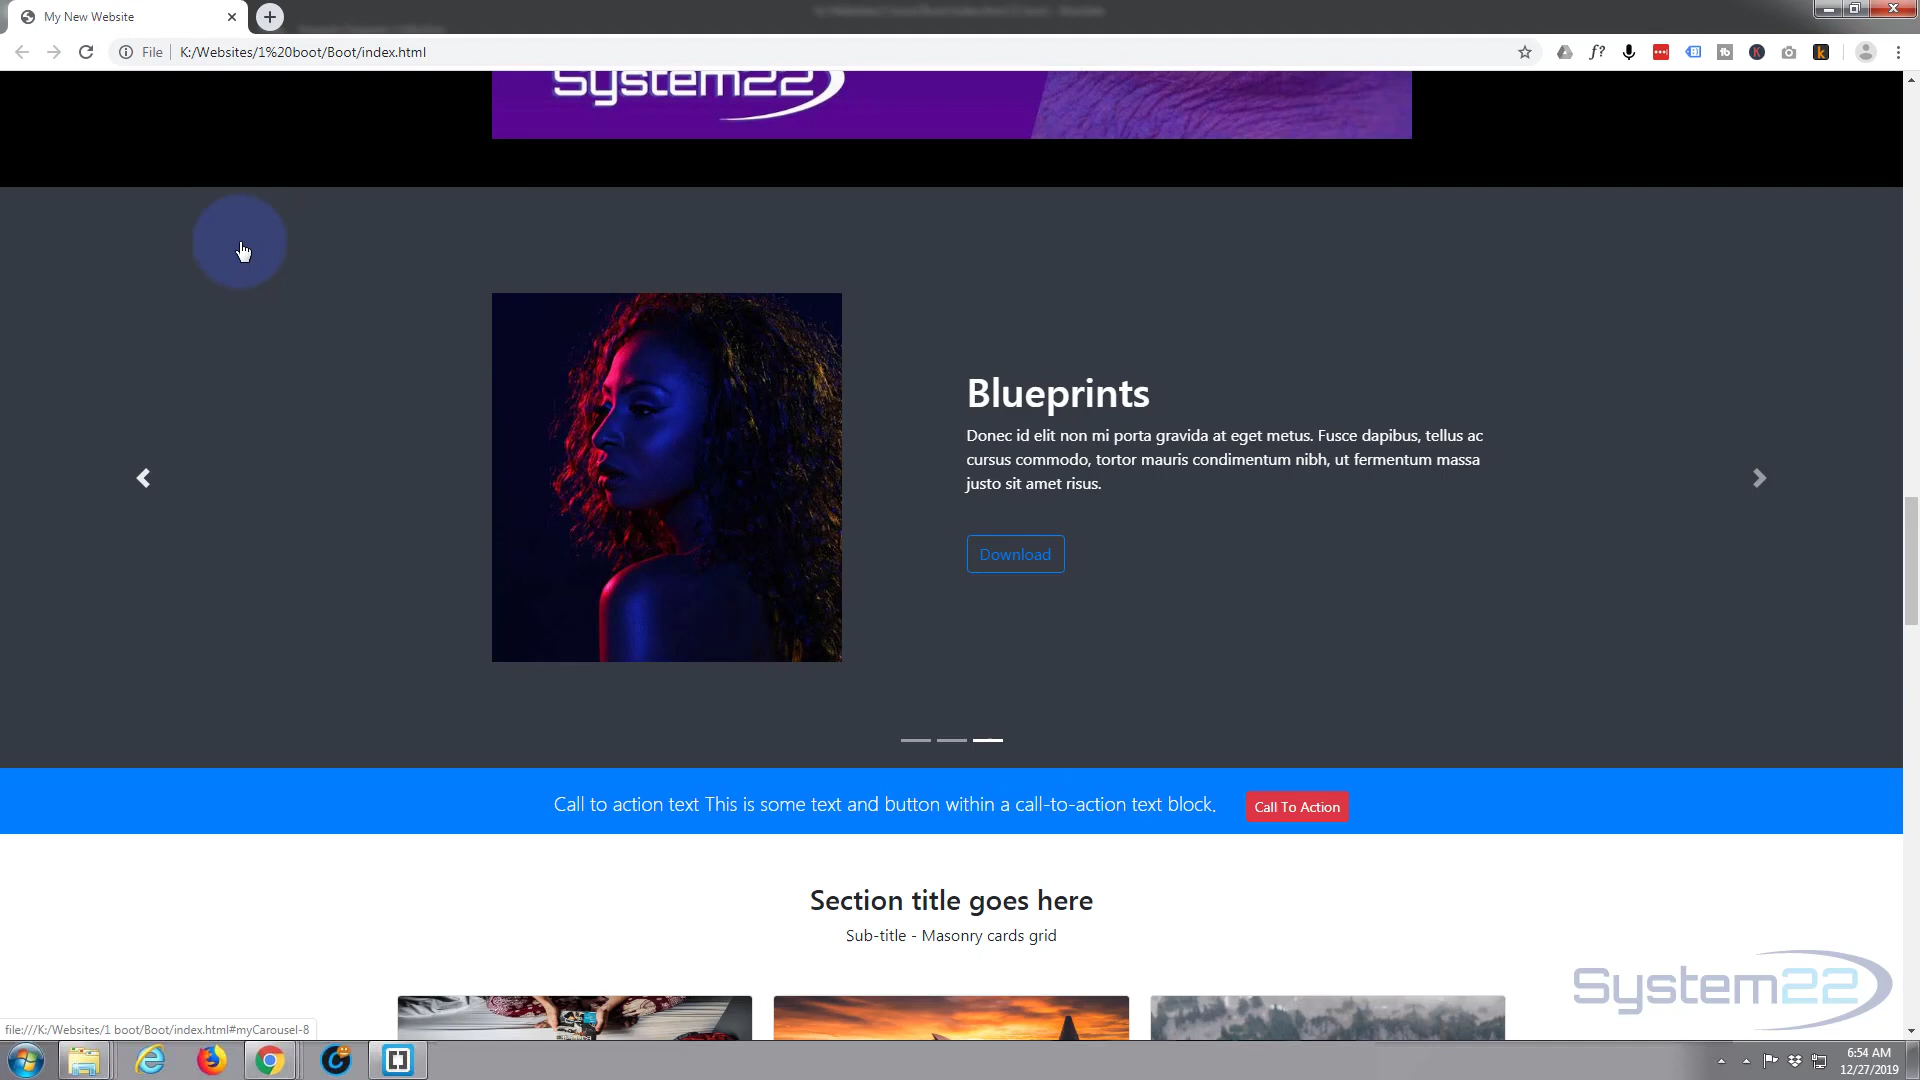 My New Website
File
K:/Websites/1%20boot/Boot/index.html
System22
Blueprints
Donec id elit non mi porta gravida at eget metus. Fusce dapibus, tellus ac
cursus commodo, tortor mauris condimentum nibh, ut fermentum massa
justo sit amet risus.
Download
Call to action text This is some text and button within a call-to-action text block.
Call To Action
Section title goes here
Sub-title - Masonry cards grid
System22
file:///K:/Websites/1 boot/Boot/index.html#myCarousel-8
6:54 AM
12/27/2019